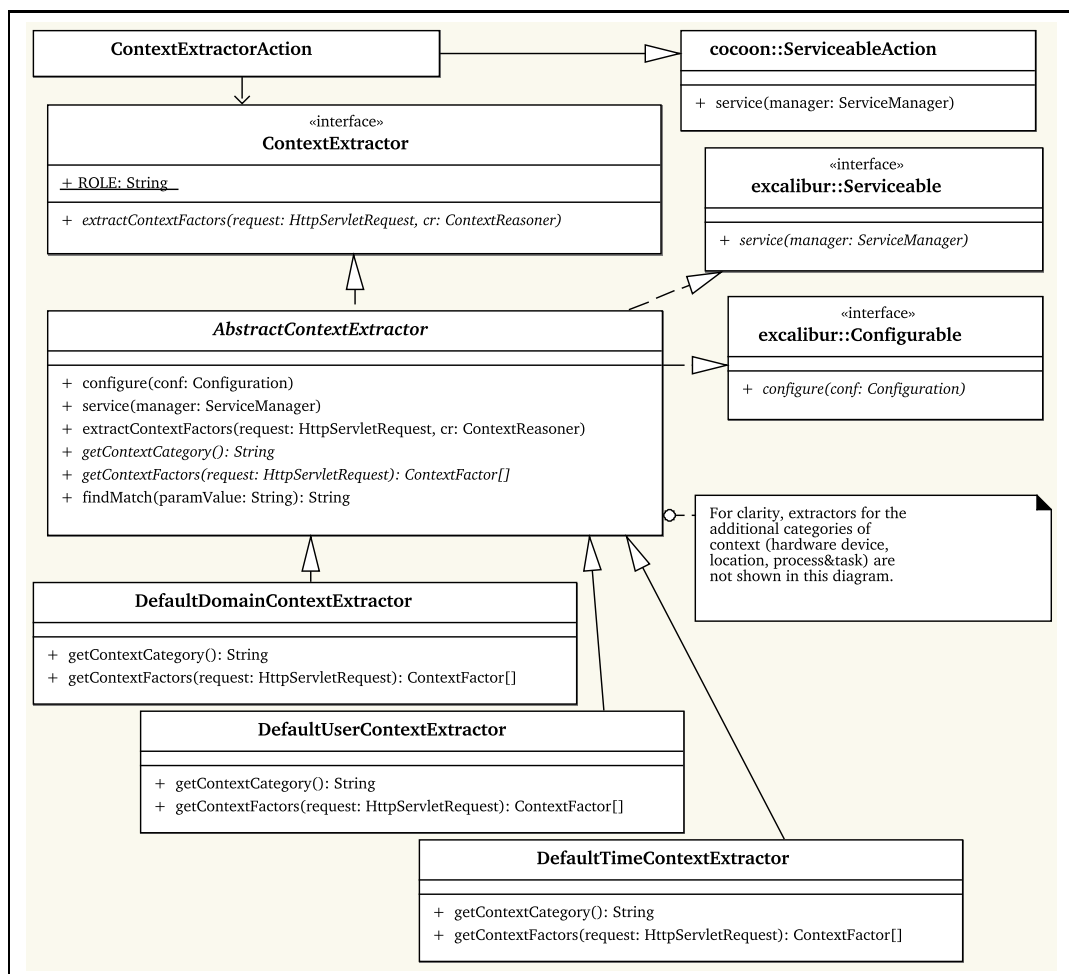 ContextExtractorAction
cocoon::ServiceableAction
+ service(manager: ServiceManager)
«interface»
ContextExtractor
+ ROLE: String
+ extractContextFactors(request: HttpServletRequest, cr: ContextReasoner)
«interface»
excalibur::Serviceable
+ service(manager: ServiceManager)
«interface»
excalibur::Configurable
+ configure(conf: Configuration)
AbstractContextExtractor
+ configure(conf: Configuration)
+ service(manager: ServiceManager)
+ extractContextFactors(request: HttpServletRequest, cr: ContextReasoner)
+ getContextCategory(): String
+ getContextFactors(request: HttpServletRequest): ContextFactor[]
+ findMatch(paramValue: String): String
For clarity, extractors for the
additional categories of
context (hardware device,
location, process&task) are
not shown in this diagram.
DefaultDomainContextExtractor
+ getContextCategory(): String
+ getContextFactors(request: HttpServletRequest): ContextFactor[]
DefaultUserContextExtractor
+ getContextCategory(): String
+ getContextFactors(request: HttpServletRequest): ContextFactor[]
DefaultTimeContextExtractor
+ getContextCategory(): String
+ getContextFactors(request: HttpServletRequest): ContextFactor[]